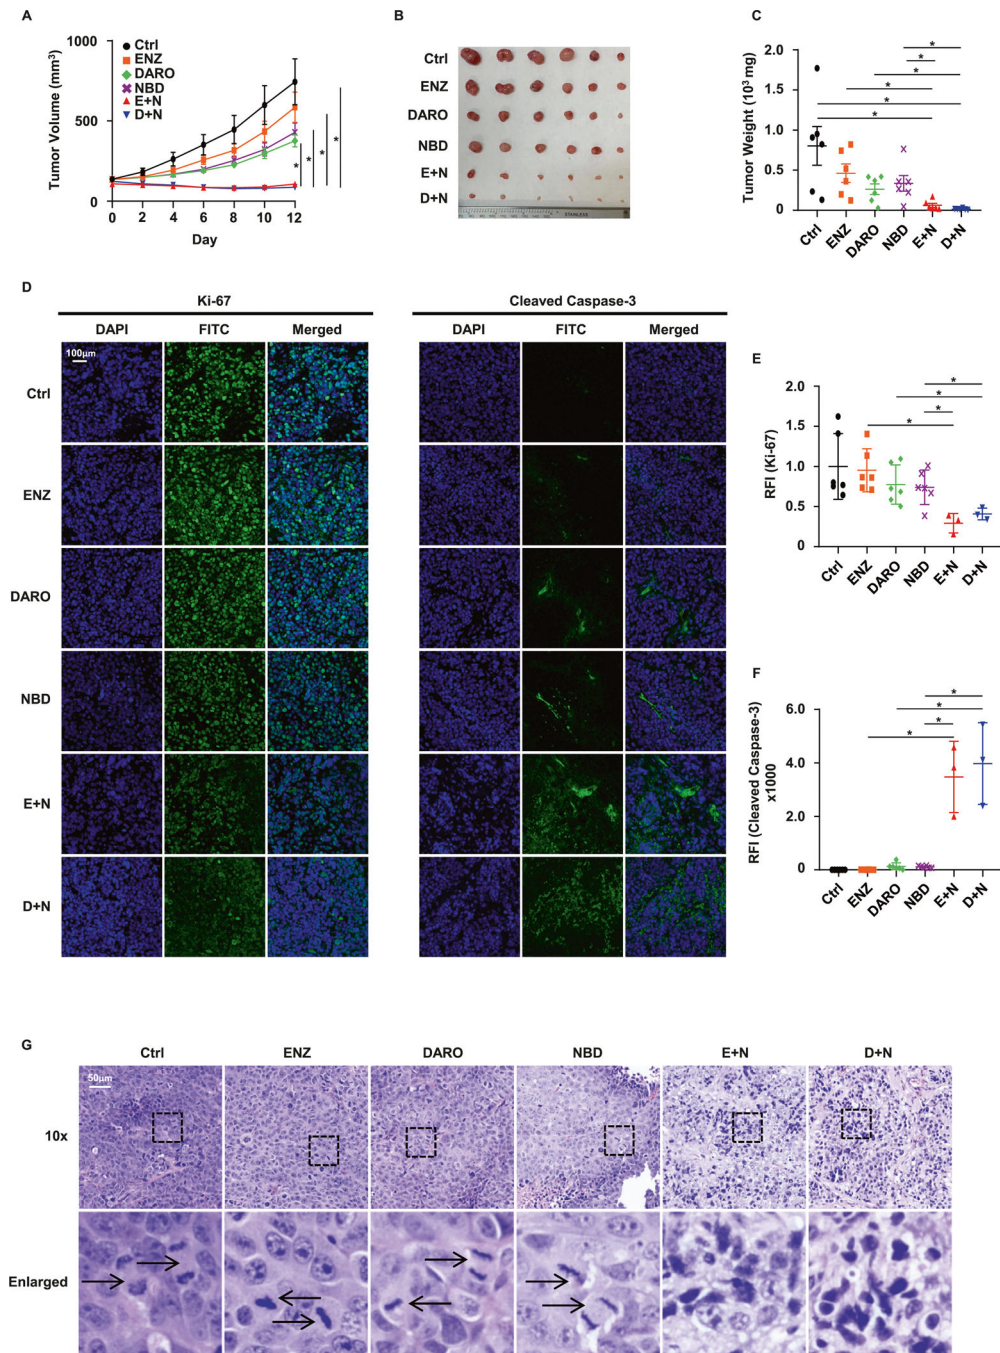 A
Tumor Volume (mm³)
1000
500
0
Ctrl
ENZ
DARO
NBD
E+N
D+N
*
*
*
*
0 2 4 6 8 10 12
Day
B
Ctrl
ENZ
DARO
NBD
E+N
D+N
STAINLESS
C
Tumor Weight (10³ mg)
2.0
1.5
1.0
0.5
0
*
*
*
*
*
*
Ctrl ENZ DARO NBD E+N D+N
D
Ki-67
Cleaved Caspase-3
DAPI FITC Merged
DAPI FITC Merged
100μm
Ctrl
ENZ
DARO
NBD
E+N
D+N
E
RFI (Ki-67)
2.0
1.5
1.0
0.5
0
*
*
*
*
Ctrl ENZ DARO NBD E+N D+N
F
RFI (Cleaved Caspase-3)
x1000
6.0
4.0
2.0
0
*
*
*
*
Ctrl ENZ DARO NBD E+N D+N
G
Ctrl ENZ DARO NBD E+N D+N
50μm
10x
Enlarged